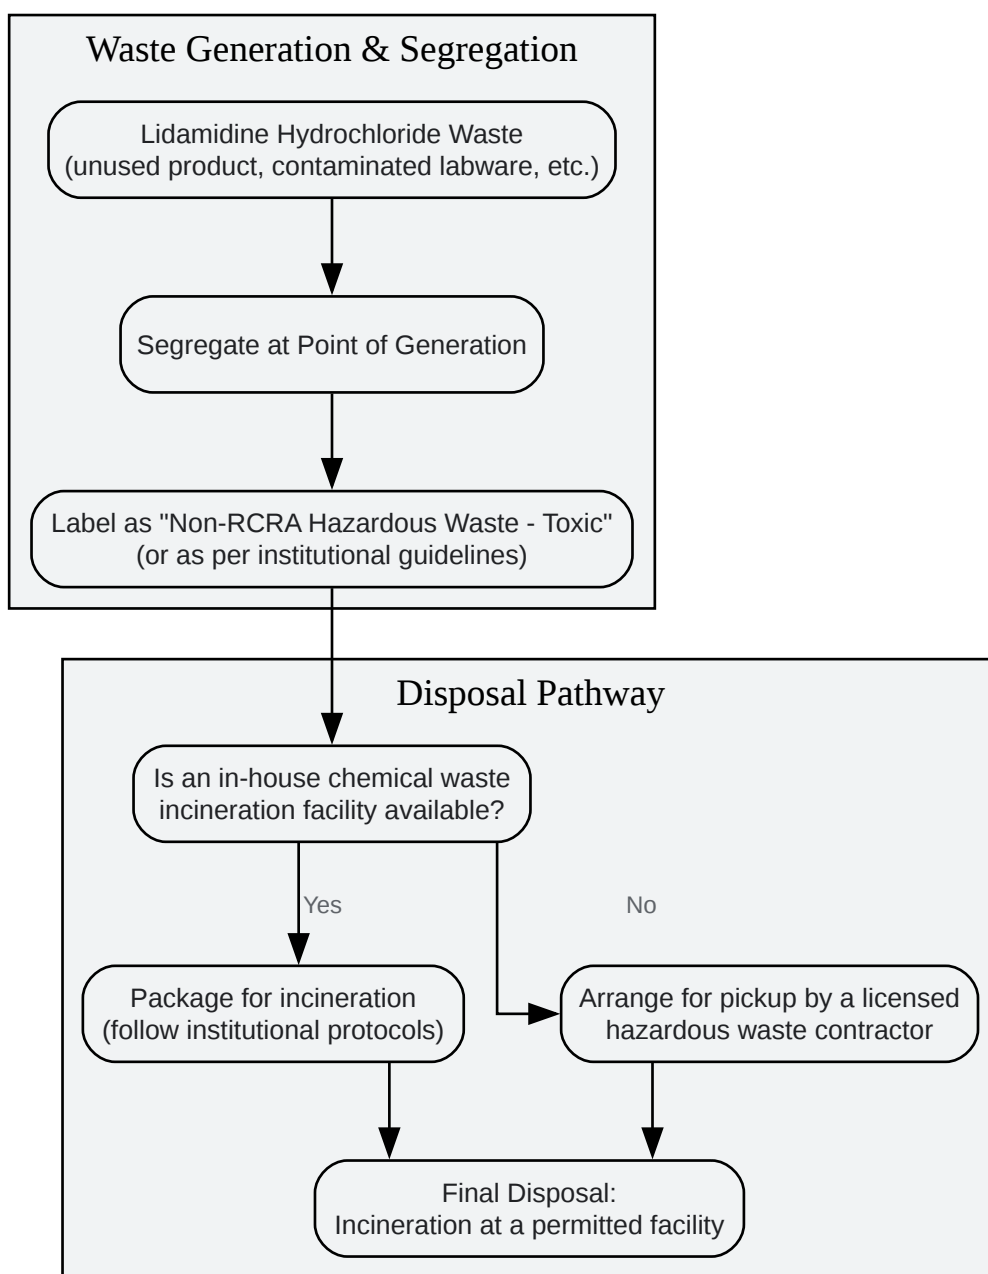 Waste Generation & Segregation
Lidamidine Hydrochloride Waste
(unused product, contaminated labware, etc.)
Segregate at Point of Generation
Label as "Non-RCRA Hazardous Waste - Toxic"
(or as per institutional guidelines)
Disposal Pathway
Is an in-house chemical waste
incineration facility available?
Yes
No
Package for incineration
(follow institutional protocols)
Arrange for pickup by a licensed
hazardous waste contractor
Final Disposal:
Incineration at a permitted facility